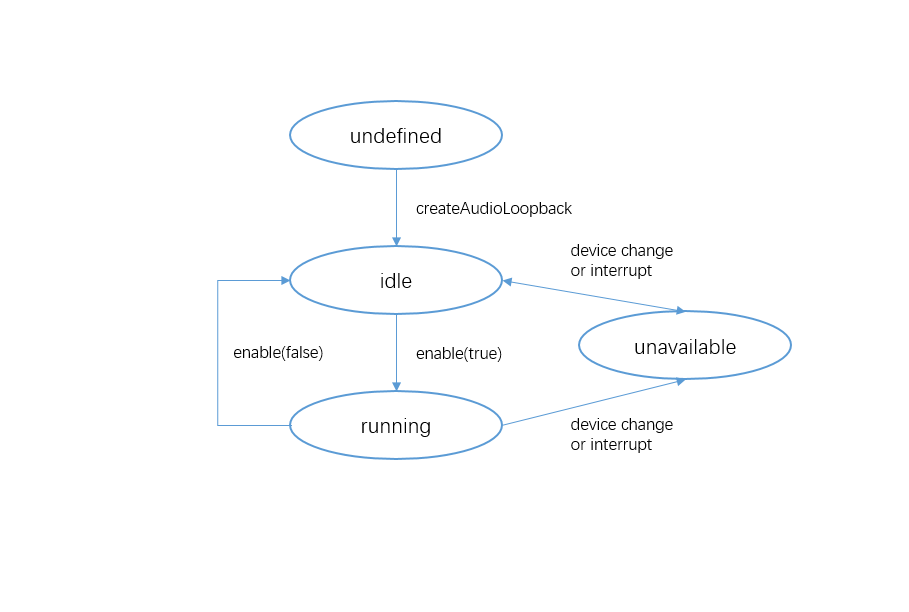 undefined
createAudioLoopback
device change
or interrupt
idle
unavailable
enable(false)
enable(true)
running
device change
or interrupt